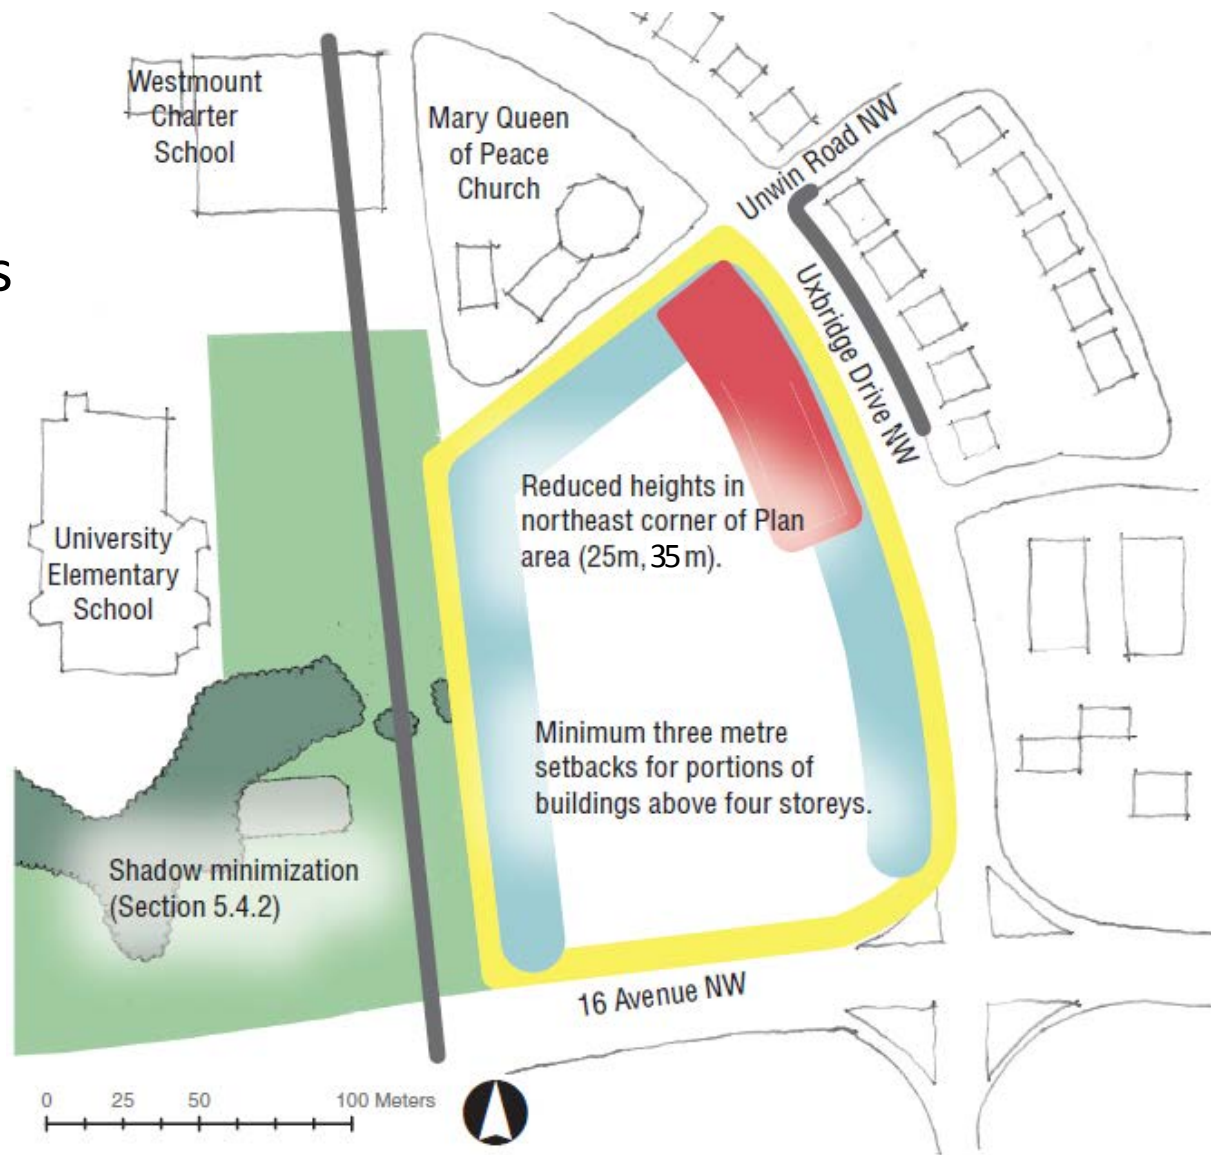 Westmount
Charter
School
Mary Queen
of Peace
Church
Unwin Road NW
s
Uxbridge Drive NW
Reduced heights in
northeast corner of Plan
area (25m, 35 m).
University
Elementary
School
Minimum three metre
setbacks for portions of
buildings above four storeys.
Shadow minimization
(Section 5.4.2)
16 Avenue NW
0 25 50 100 Meters